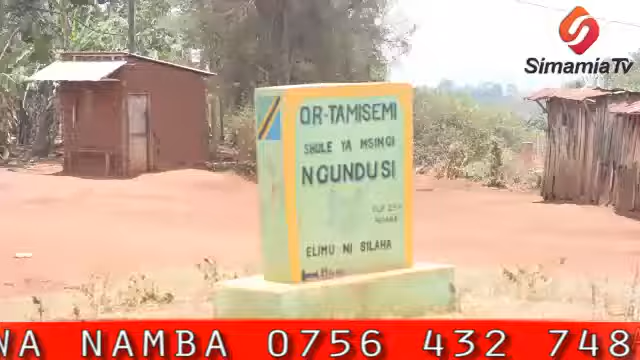 SimamiaTv
OR-TAMISEMI
SHULE YA MSINGI
NGUNDUSI
ELIMU NI SILAHA
NA NAMBA 0756 432 748